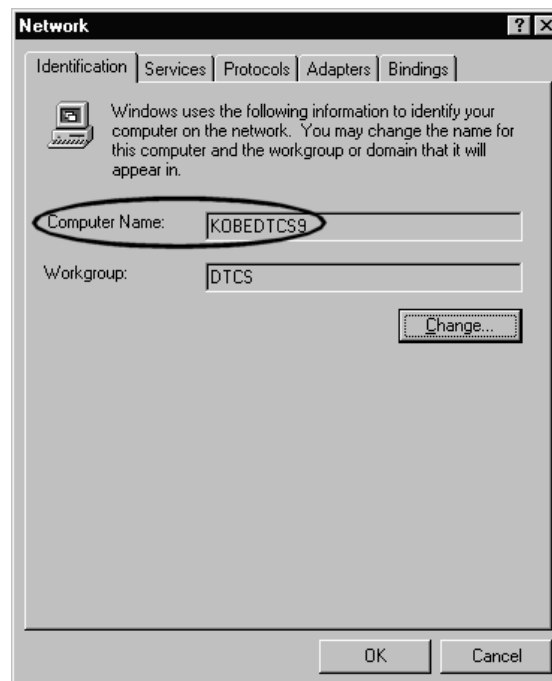 Network
Identification Services Protocols Adapters Bindings
Windows uses the following information to identify your
computer on the network. You may change the name for
this computer and the workgroup or domain that it will
appear in.
Computer Name: KOBEDTCS9
Workgroup: DTCS
Change...
OK Cancel